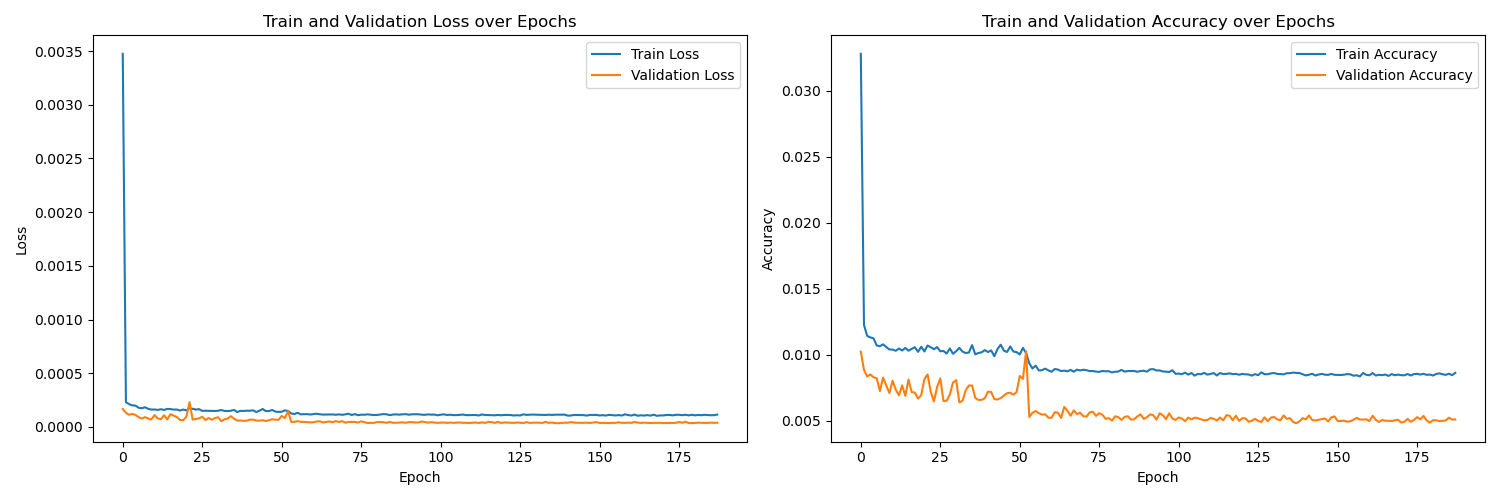 Train and Validation Loss over Epochs
Train Loss
Validation Loss
0.0035
0.0030
0.0025
0.0020
0.0015
0.0010
0.0005
0.0000
Loss
0 25 50 75 100 125 150 175
Epoch
Train and Validation Accuracy over Epochs
Train Accuracy
Validation Accuracy
0.030
0.025
0.020
0.015
0.010
0.005
Accuracy
0 25 50 75 100 125 150 175
Epoch